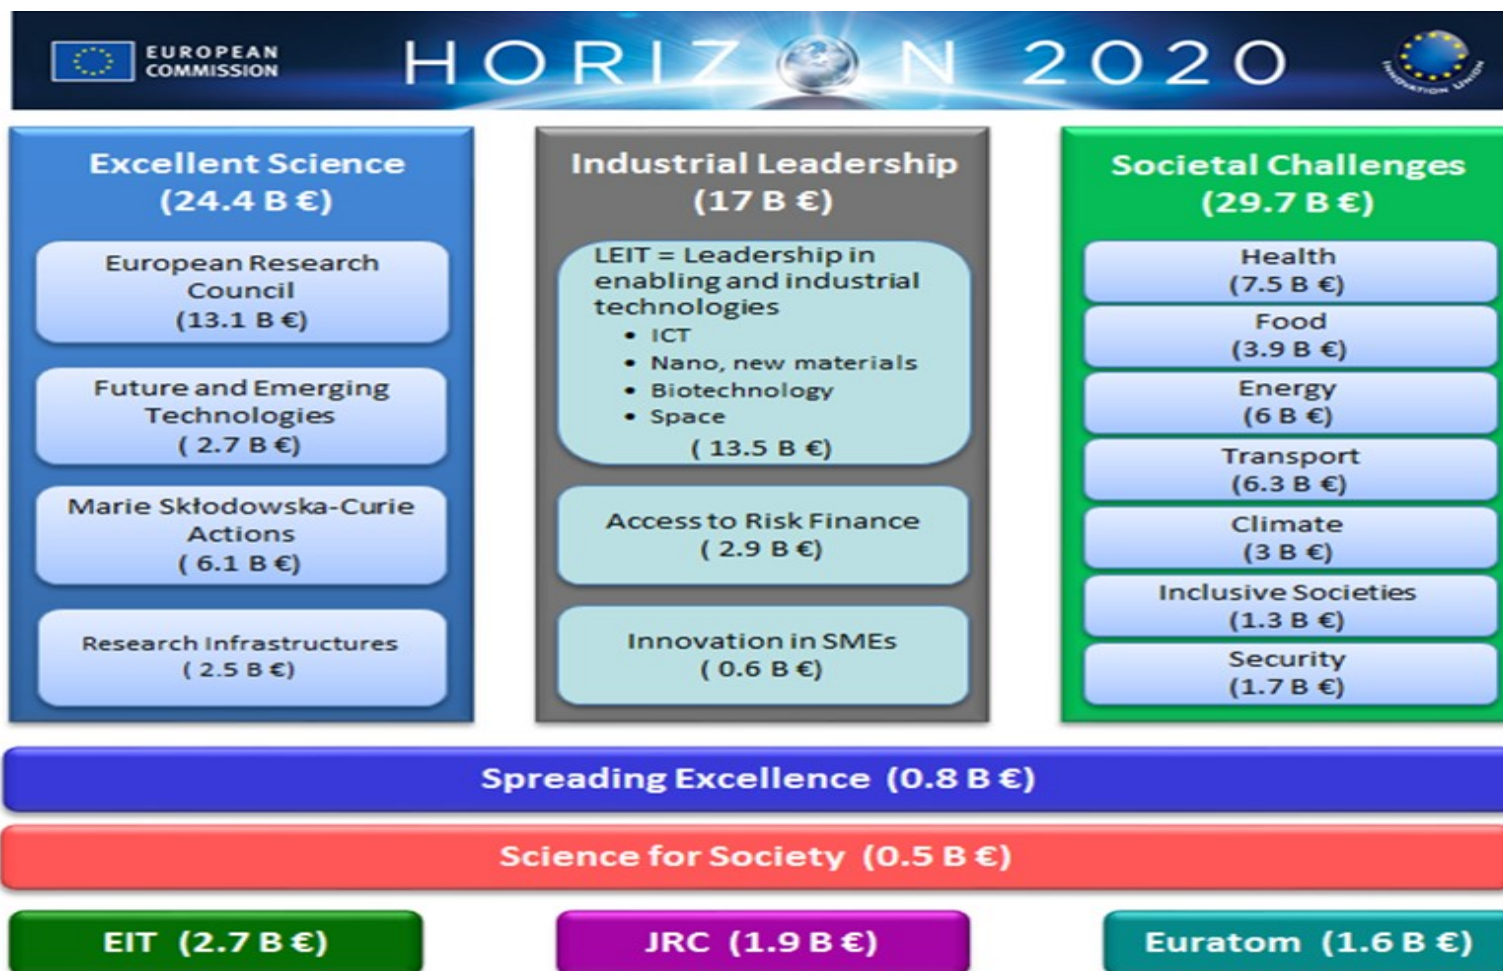 EUROPEAN
COMMISSION
HORIZON 2020
INNOVATION UNION
Excellent Science
(24.4 B €)
European Research
Council
(13.1 B €)
Future and Emerging
Technologies
( 2.7 B €)
Marie Skłodowska-Curie
Actions
( 6.1 B €)
Research Infrastructures
( 2.5 B €)
Industrial Leadership
(17 B €)
LEIT = Leadership in
enabling and industrial
technologies
• ICT
• Nano, new materials
• Biotechnology
• Space
( 13.5 B €)
Access to Risk Finance
( 2.9 B €)
Innovation in SMEs
( 0.6 B €)
Societal Challenges
(29.7 B €)
Health
(7.5 B €)
Food
(3.9 B €)
Energy
(6 B €)
Transport
(6.3 B €)
Climate
(3 B €)
Inclusive Societies
(1.3 B €)
Security
(1.7 B €)
Spreading Excellence (0.8 B €)
Science for Society (0.5 B €)
EIT (2.7 B €)
JRC (1.9 B €)
Euratom (1.6 B €)